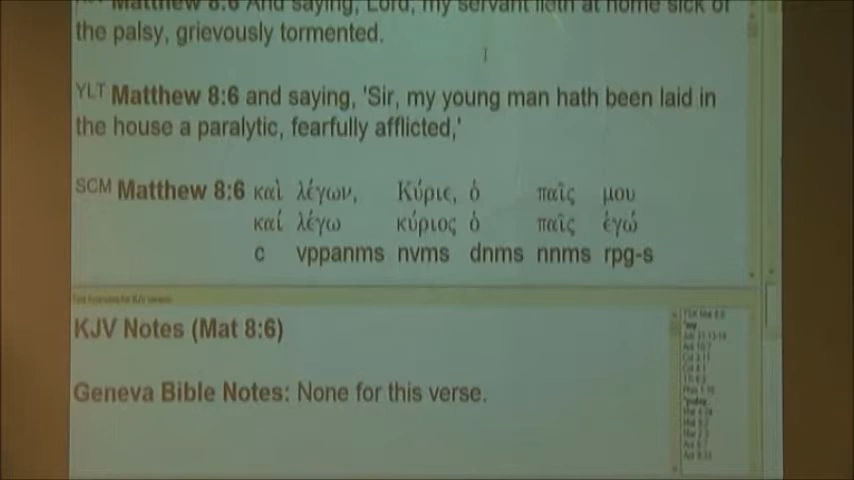 Matthew 8:6 And saying, Lord, my servant lieth at home sick of
the palsy, grievously tormented.
YLT Matthew 8:6 and saying, 'Sir, my young man hath been laid in
the house a paralytic, fearfully afflicted,'
SCM Matthew 8:6 καὶ λέγων, Κύριε, ὁ παῖς μου
καί λέγω κύριος ὁ παῖς ἐγώ
c vppanms nvms dnms nnms rpg-s
KJV Notes (Mat 8:6)
Geneva Bible Notes: None for this verse.